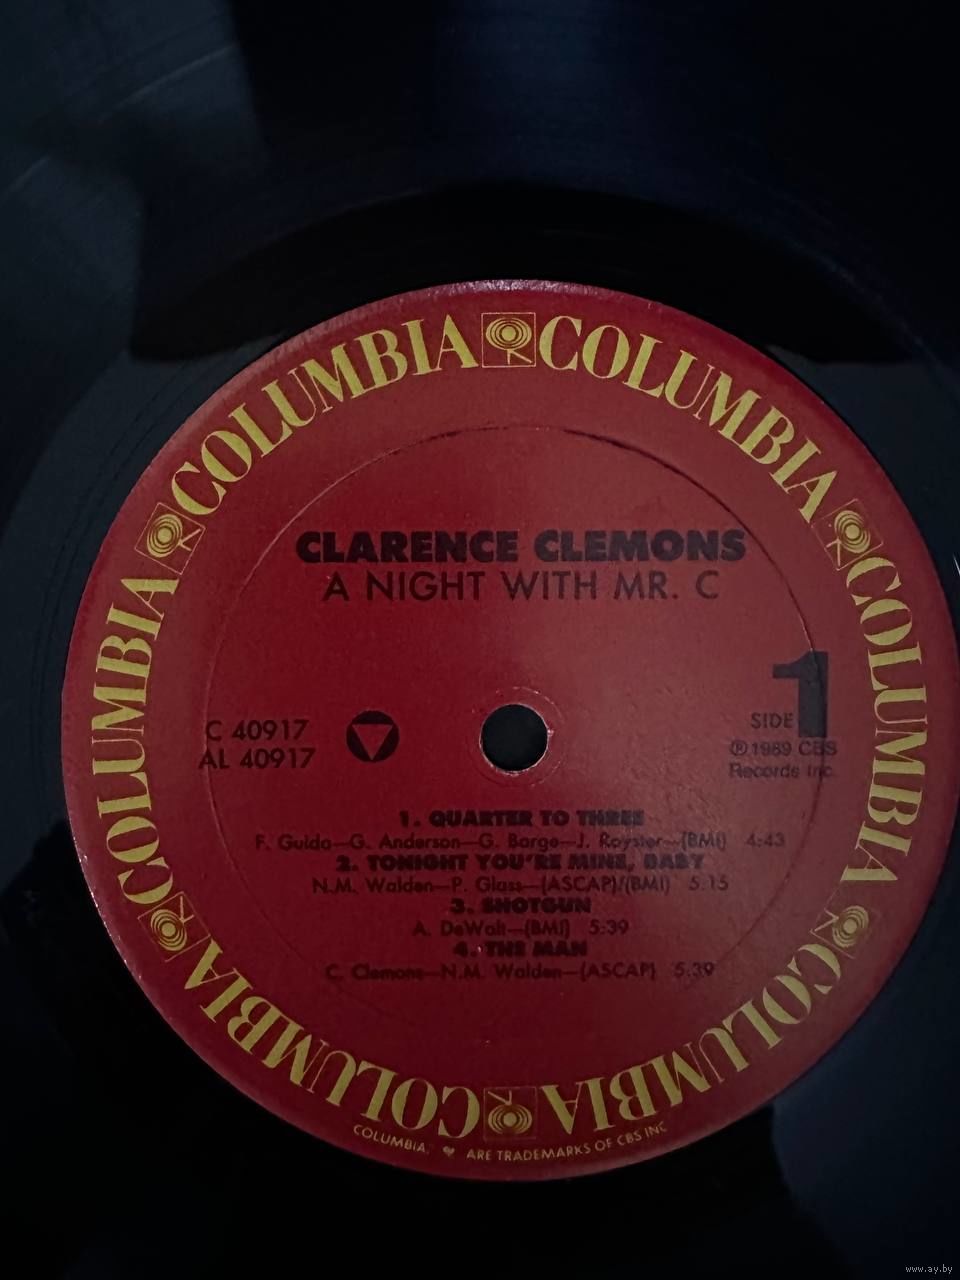 COLUMBIA COLUMBIA COLUMBIA COLUMBIA COLUMBIA COLUMBIA COLUMBIA COLUMBIA
CLARENCE CLEMONS
A NIGHT WITH MR. C
SIDE 1
C 40917
AL 40917
℗ 1989 CBS
Records Inc.
1. QUARTER TO THREE
F. Guida—G. Anderson—G. Barge—J. Royster—(BMI) 4:43
2. TONIGHT YOU'RE MINE, BABY
N.M. Walden—P. Glass—(ASCAP)/(BMI) 5:15
3. SHOTGUN
A. DeWalt—(BMI) 5:39
4. THE MAN
C. Clemons—N.M. Walden—(ASCAP) 5:39
COLUMBIA, ARE TRADEMARKS OF CBS INC
www.ay.by